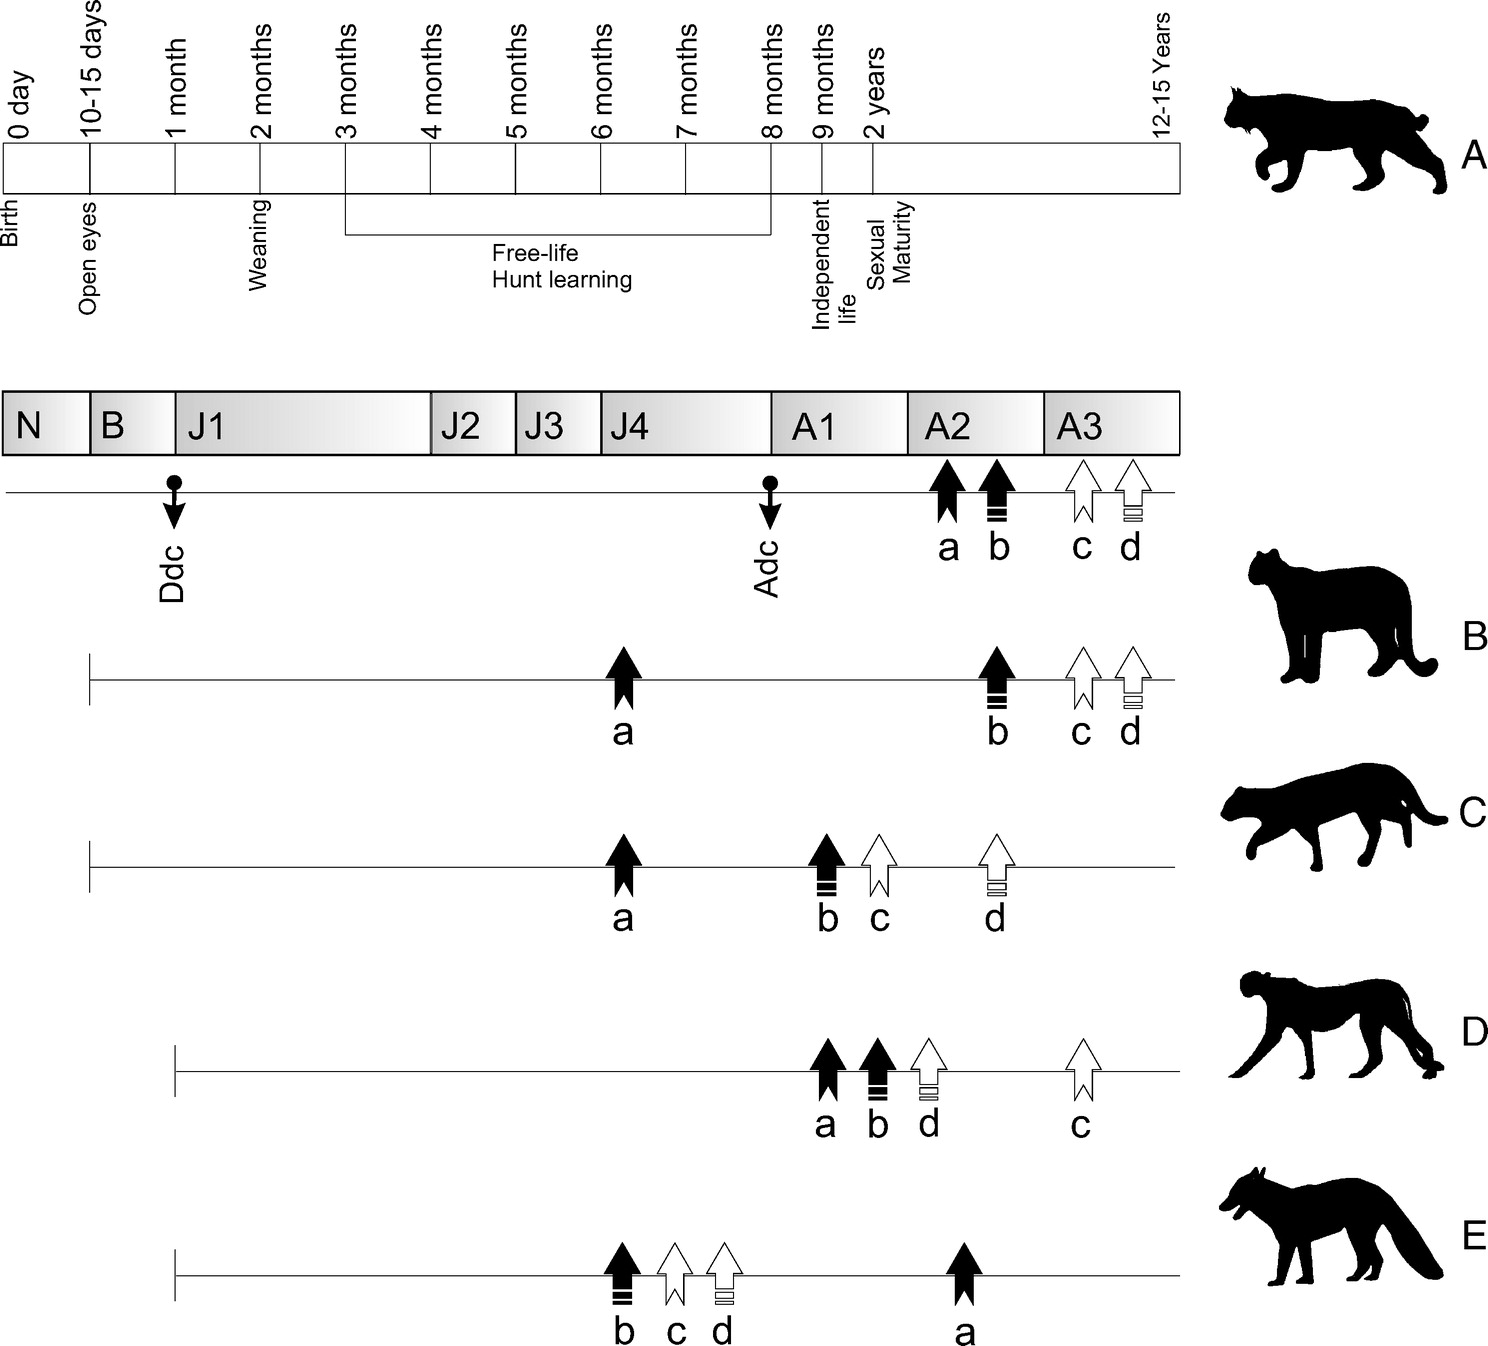 0 day
10-15 days
1 month
2 months
3 months
4 months
5 months
6 months
7 months
8 months
9 months
2 years
12-15 Years
A
Birth
Open eyes
Weaning
Free-life
Hunt learning
Independent
life
Sexual
Maturity
N B J1 J2 J3 J4 A1 A2 A3
Ddc
Adc
a b c d
B
a b c d
C
a b c d
D
a b d c
E
b c d a